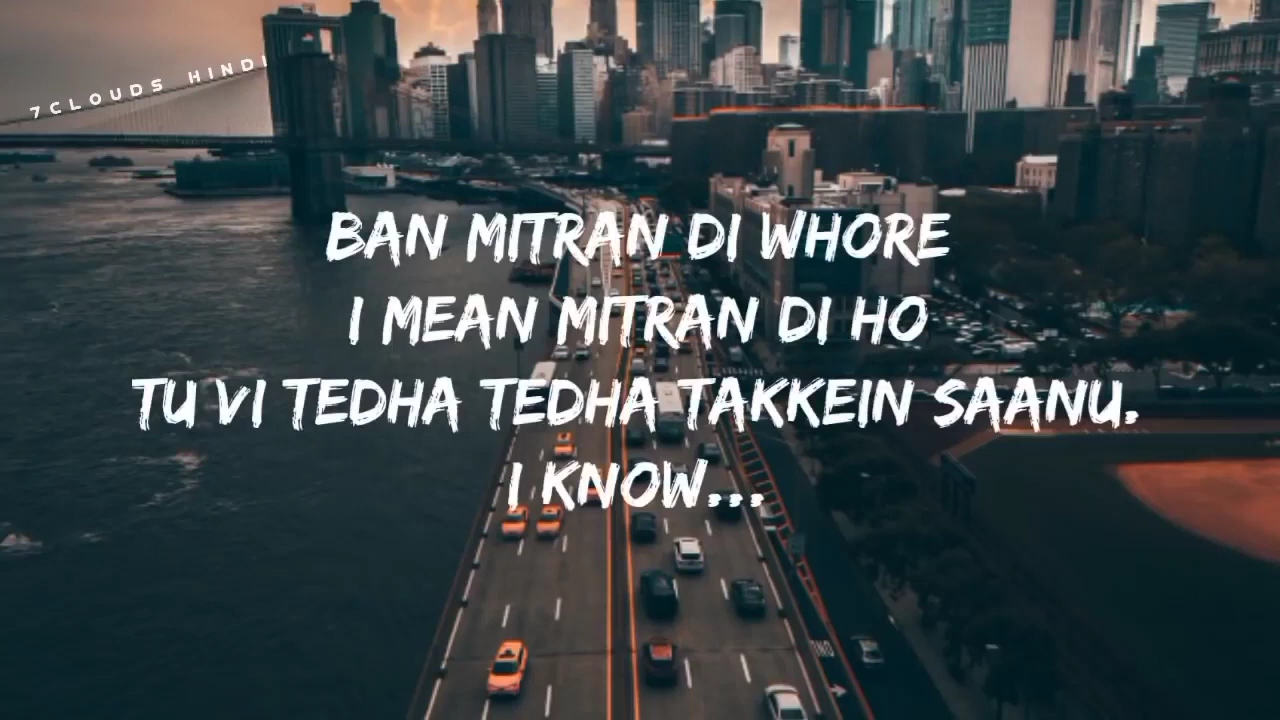 7CLOUDS HINDI
BAN MITRAN DI WHORE
I MEAN MITRAN DI HO
TU VI TEDHA TEDHA TAKKEIN SAANU.
I KNOW...